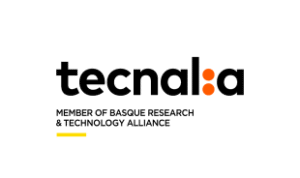 tecnal:a
MEMBER OF BASQUE RESEARCH
& TECHNOLOGY ALLIANCE